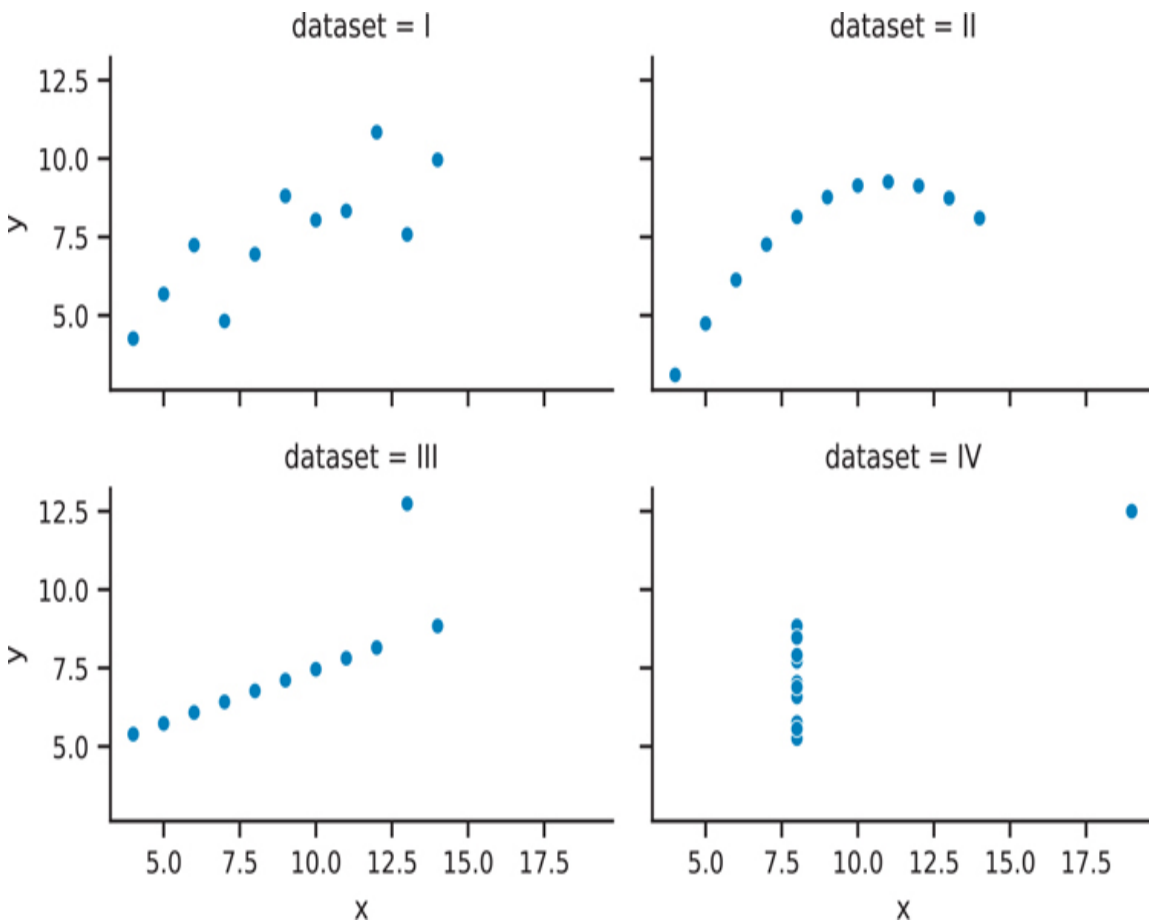 dataset = I
dataset = II
12.5
10.0
7.5
5.0
y
dataset = III
dataset = IV
12.5
10.0
7.5
5.0
y
5.0 7.5 10.0 12.5 15.0 17.5
5.0 7.5 10.0 12.5 15.0 17.5
x
x